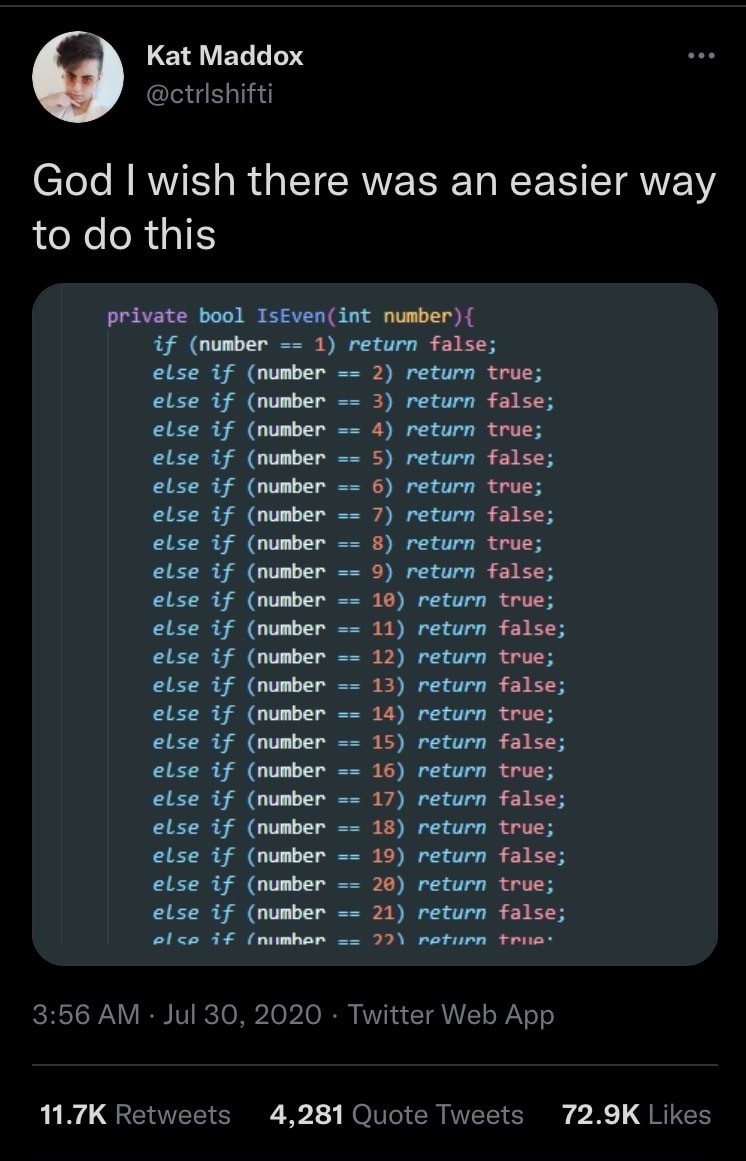 Kat Maddox
@ctrlshifti
God I wish there was an easier way
to do this
private bool IsEven(int number){
if (number == 1) return false;
else if (number == 2) return true;
else if (number == 3) return false;
else if (number == 4) return true;
else if (number == 5) return false;
else if (number == 6) return true;
else if (number == 7) return false;
else if (number == 8) return true;
else if (number == 9) return false;
else if (number == 10) return true;
else if (number == 11) return false;
else if (number == 12) return true;
else if (number == 13) return false;
else if (number == 14) return true;
else if (number == 15) return false;
else if (number == 16) return true;
else if (number == 17) return false;
else if (number == 18) return true;
else if (number == 19) return false;
else if (number == 20) return true;
else if (number == 21) return false;
else if (number == 22) return true;
3:56 AM · Jul 30, 2020 · Twitter Web App
11.7K Retweets 4,281 Quote Tweets 72.9K Likes